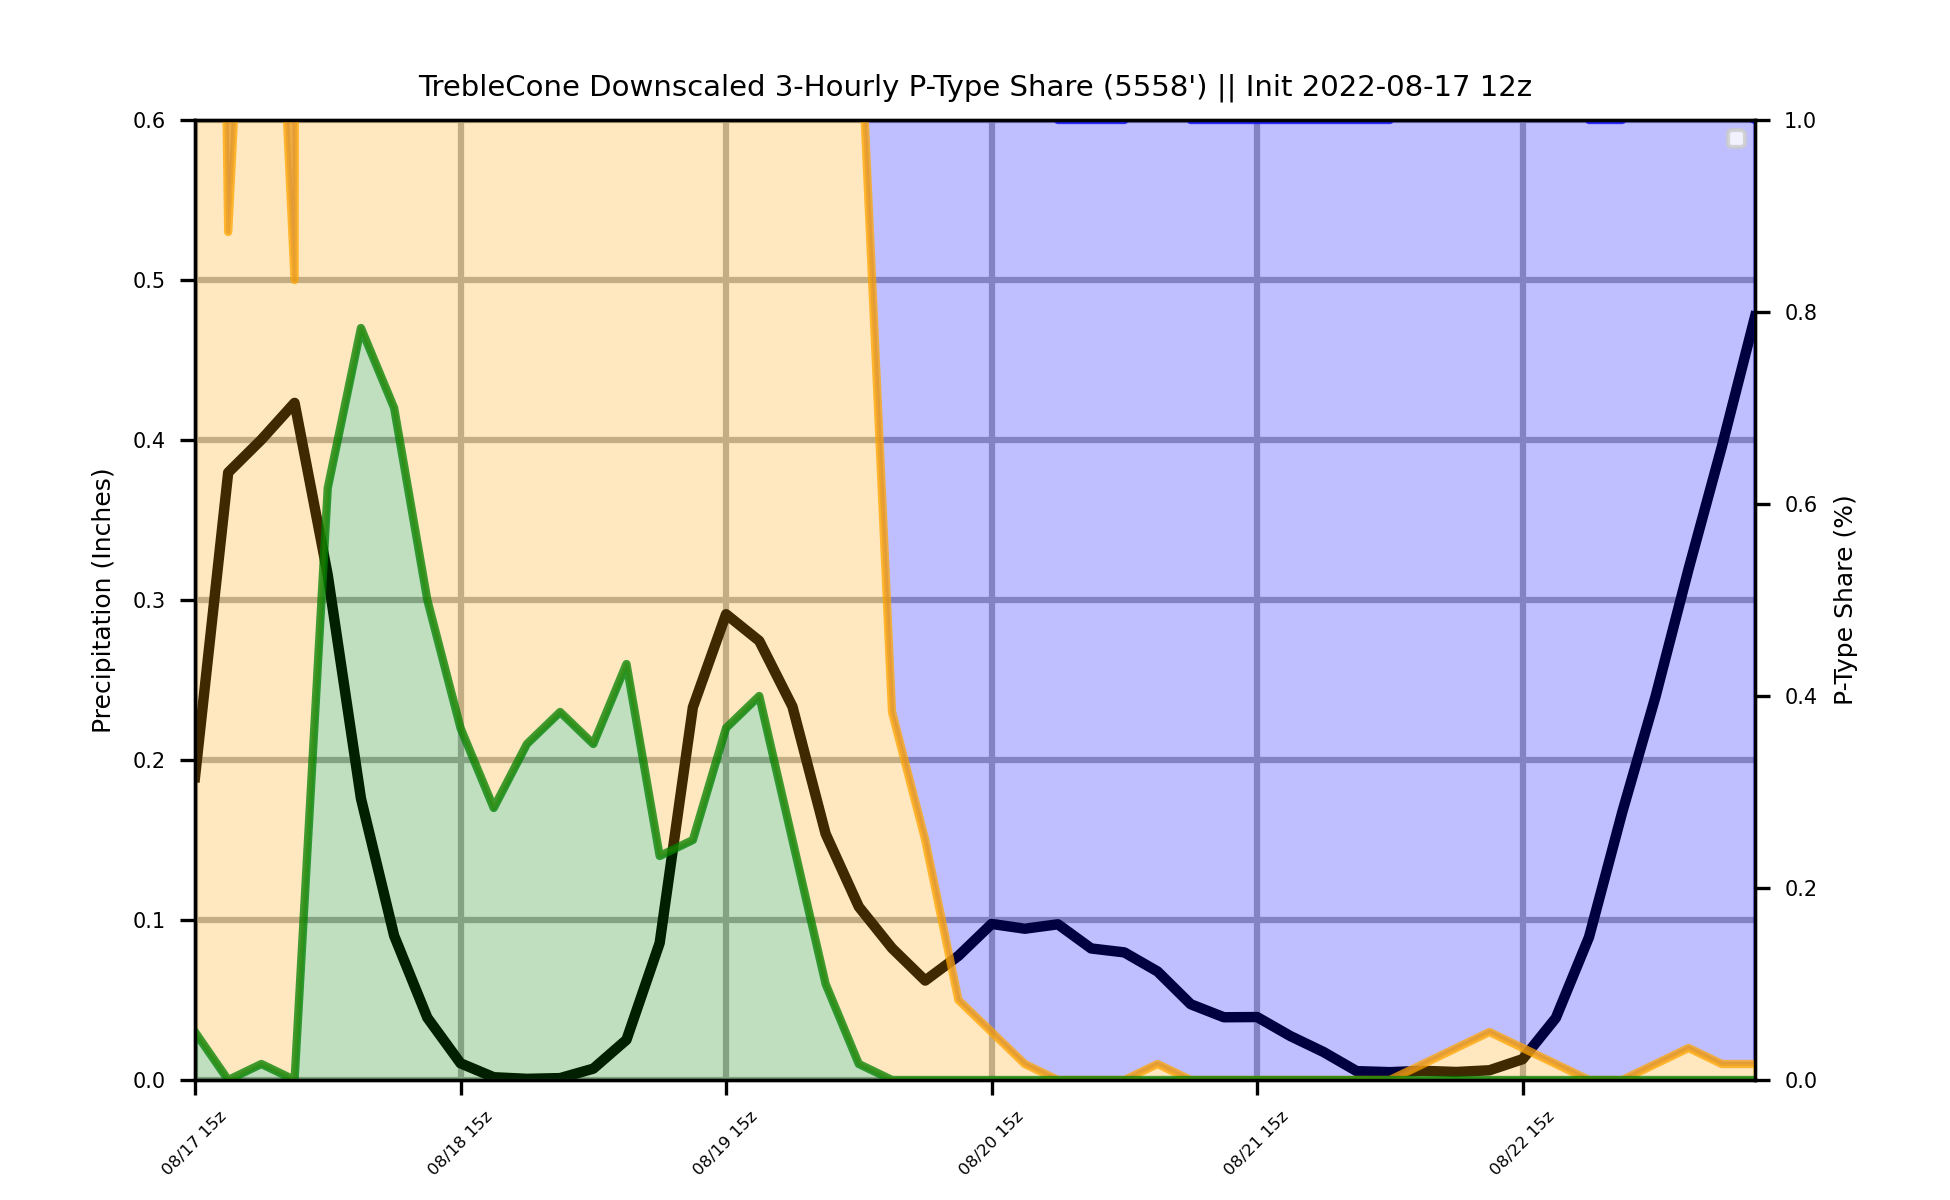 TrebleCone Downscaled 3-Hourly P-Type Share (5558') || Init 2022-08-17 12z
0.6
0.5
0.4
0.3
0.2
0.1
0.0
Precipitation (Inches)
1.0
0.8
0.6
0.4
0.2
0.0
P-Type Share (%)
08/17 15z
08/18 15z
08/19 15z
08/20 15z
08/21 15z
08/22 15z